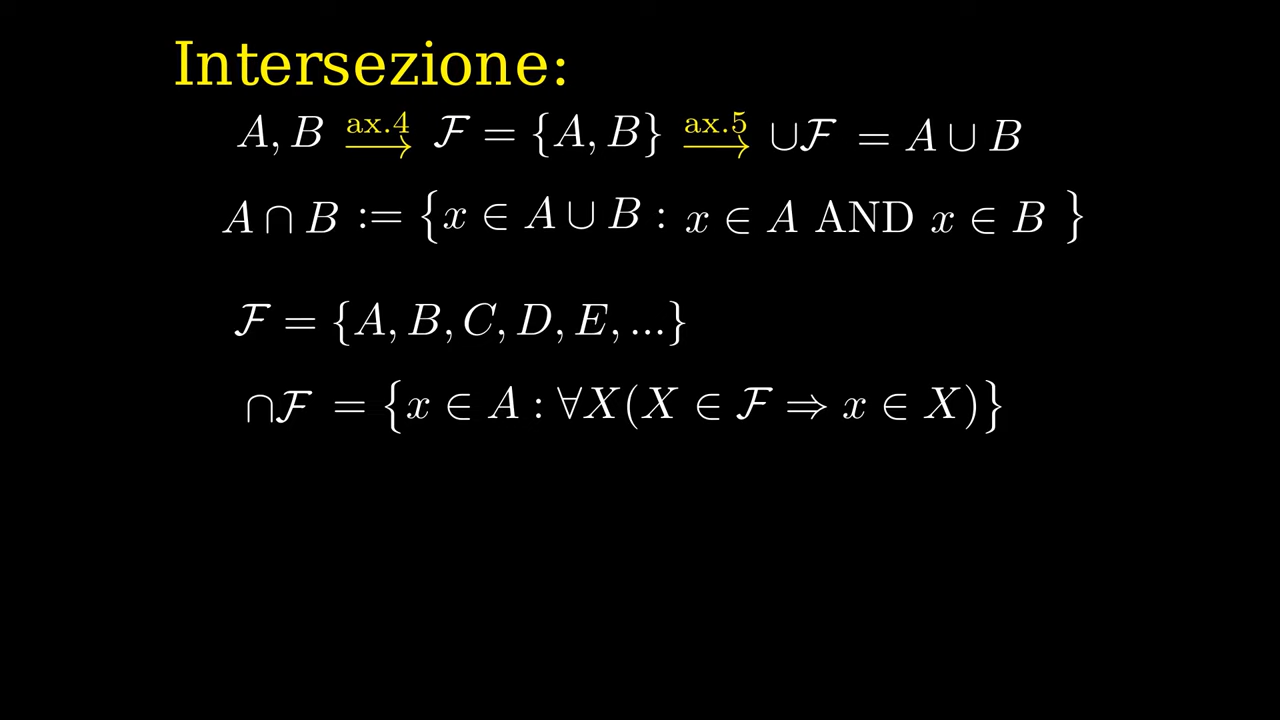 Intersezione:
A, B ax.4 ⟶ ℱ = {A, B} ax.5 ⟶ ∪ℱ = A ∪ B
A ∩ B := {x ∈ A ∪ B : x ∈ A AND x ∈ B }
ℱ = {A, B, C, D, E, ...}
∩ℱ = {x ∈ A : ∀X(X ∈ ℱ ⇒ x ∈ X)}